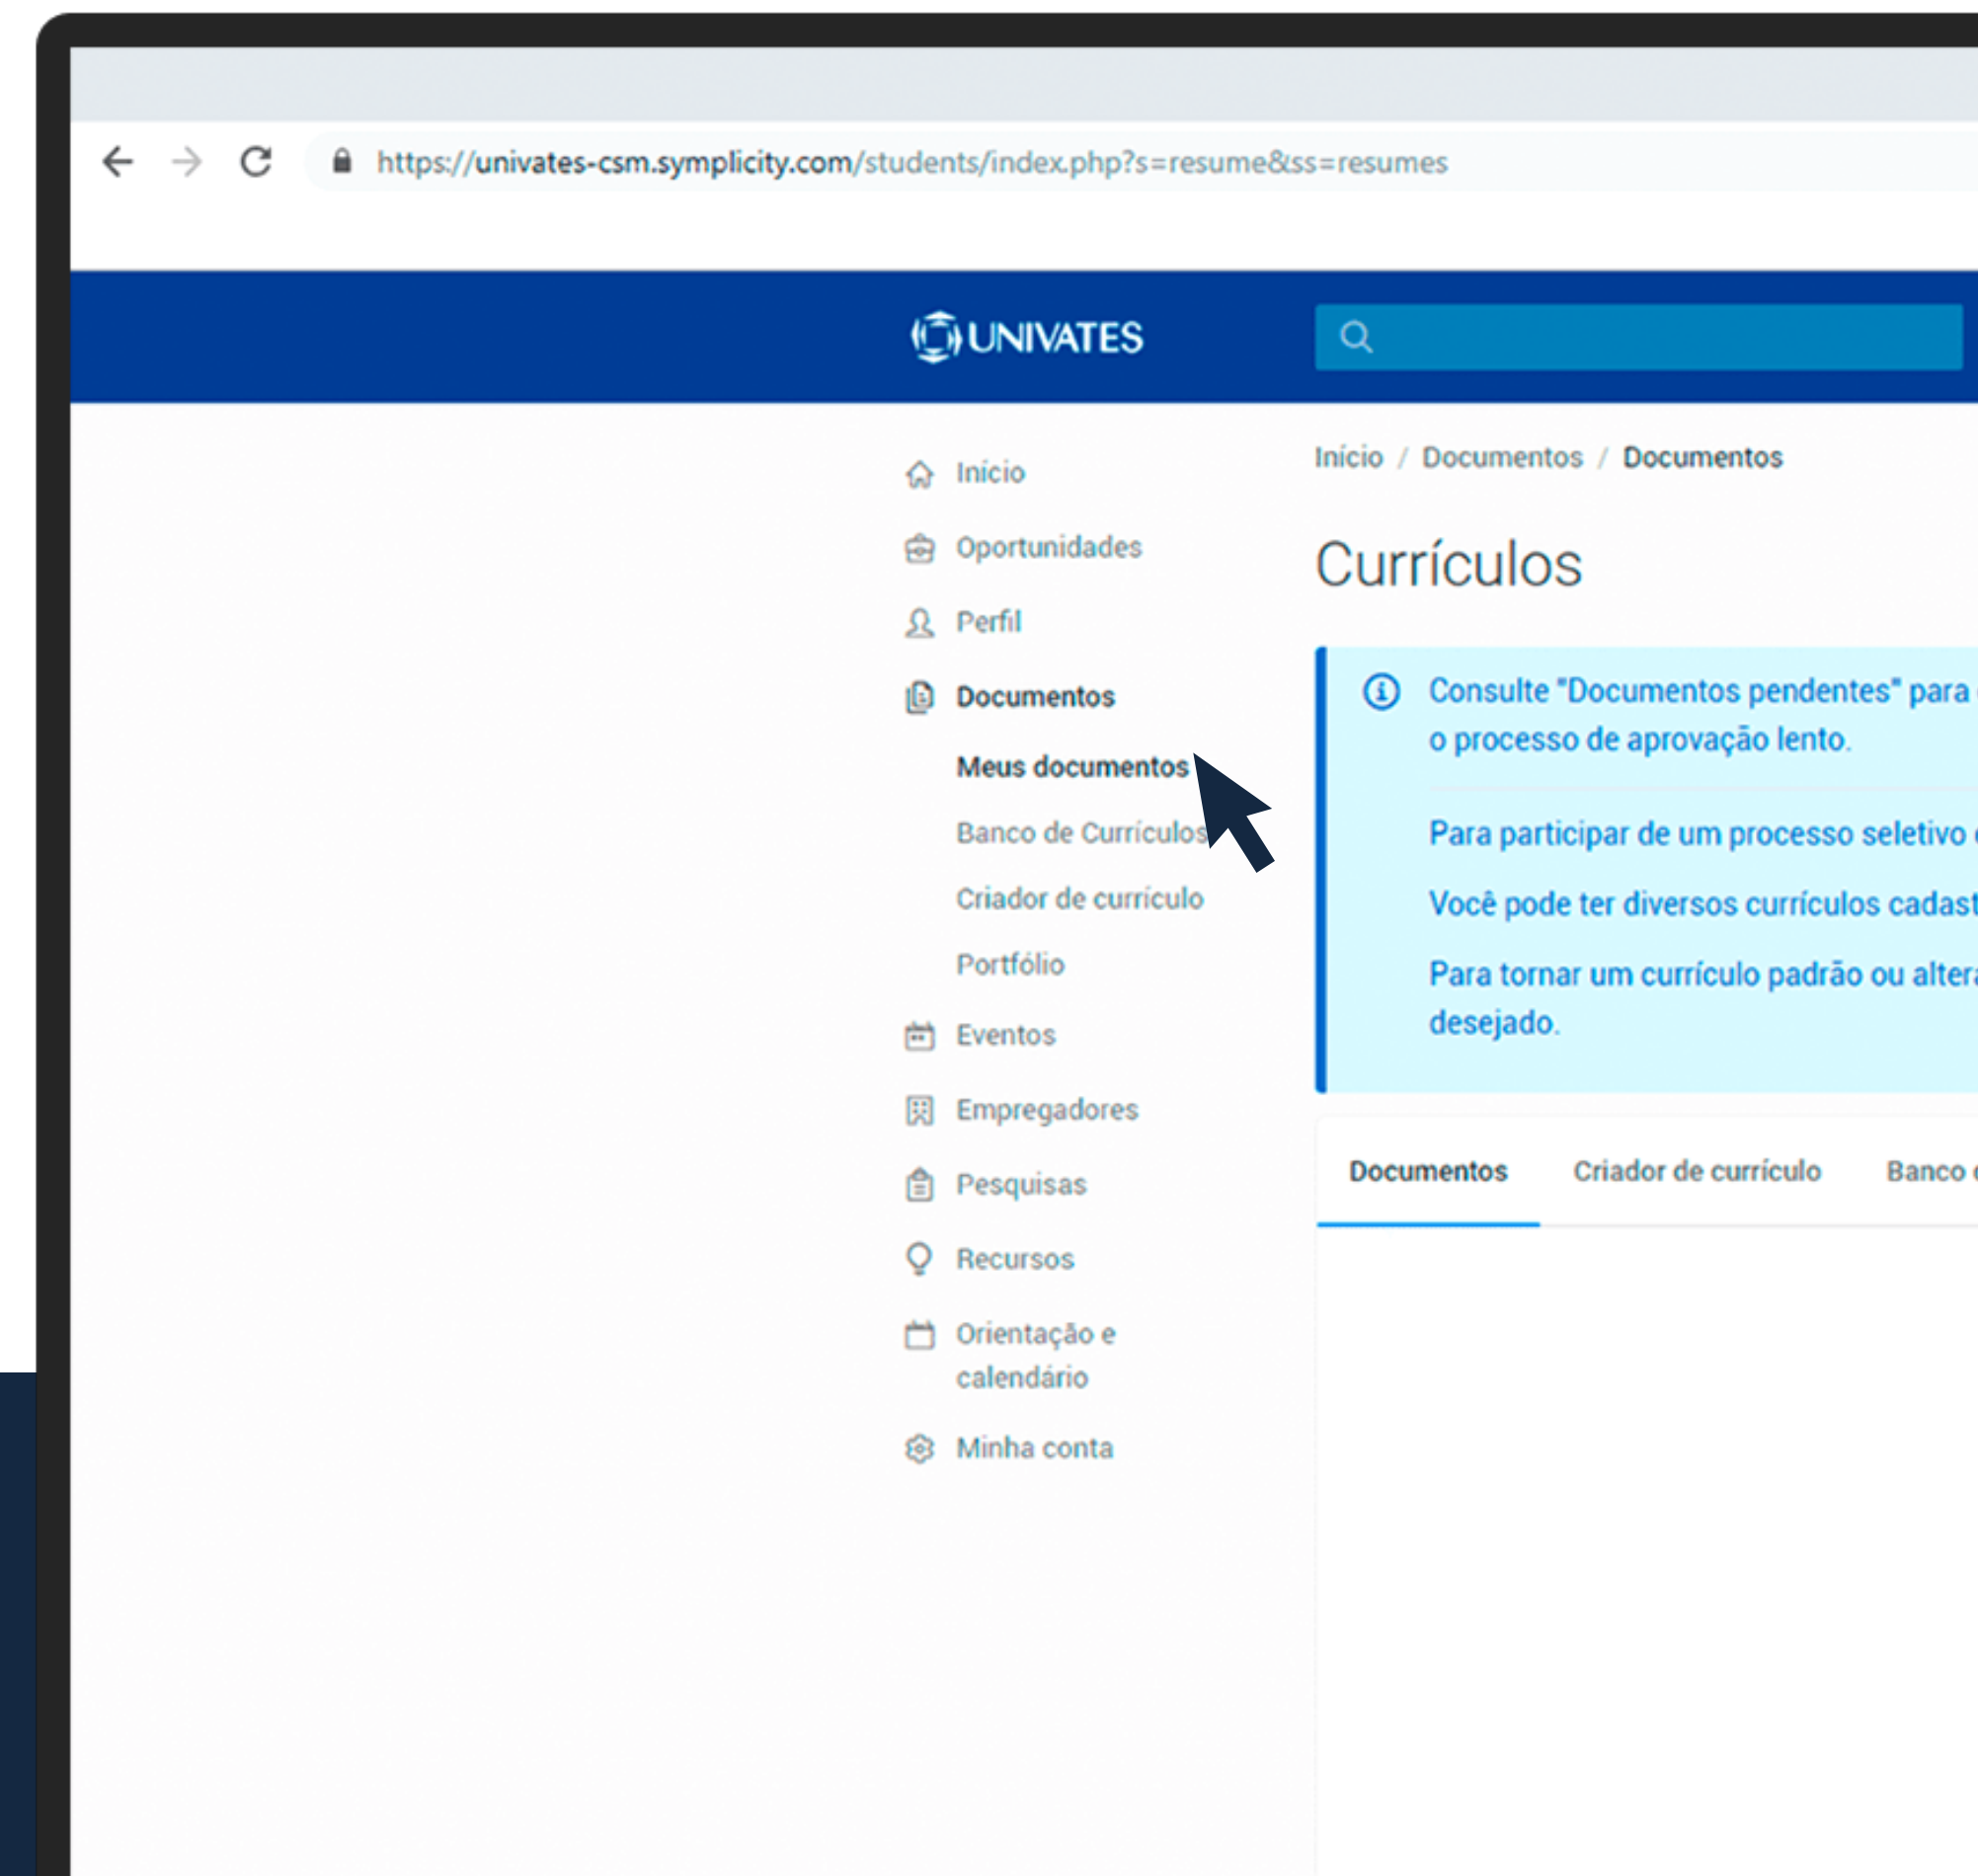 https://univates-csm.symplicity.com/students/index.php?s=resume&ss=resumes
UNIVATES
Início
Oportunidades
Perfil
Documentos
Meus documentos
Banco de Currículos
Criador de currículo
Portfólio
Eventos
Empregadores
Pesquisas
Recursos
Orientação e
calendário
Minha conta
Início / Documentos / Documentos
Currículos
Consulte "Documentos pendentes" para
o processo de aprovação lento.
Para participar de um processo seletivo
Você pode ter diversos currículos
Para tornar um currículo padrão ou
desejado.
Documentos Criador de currículo Banco